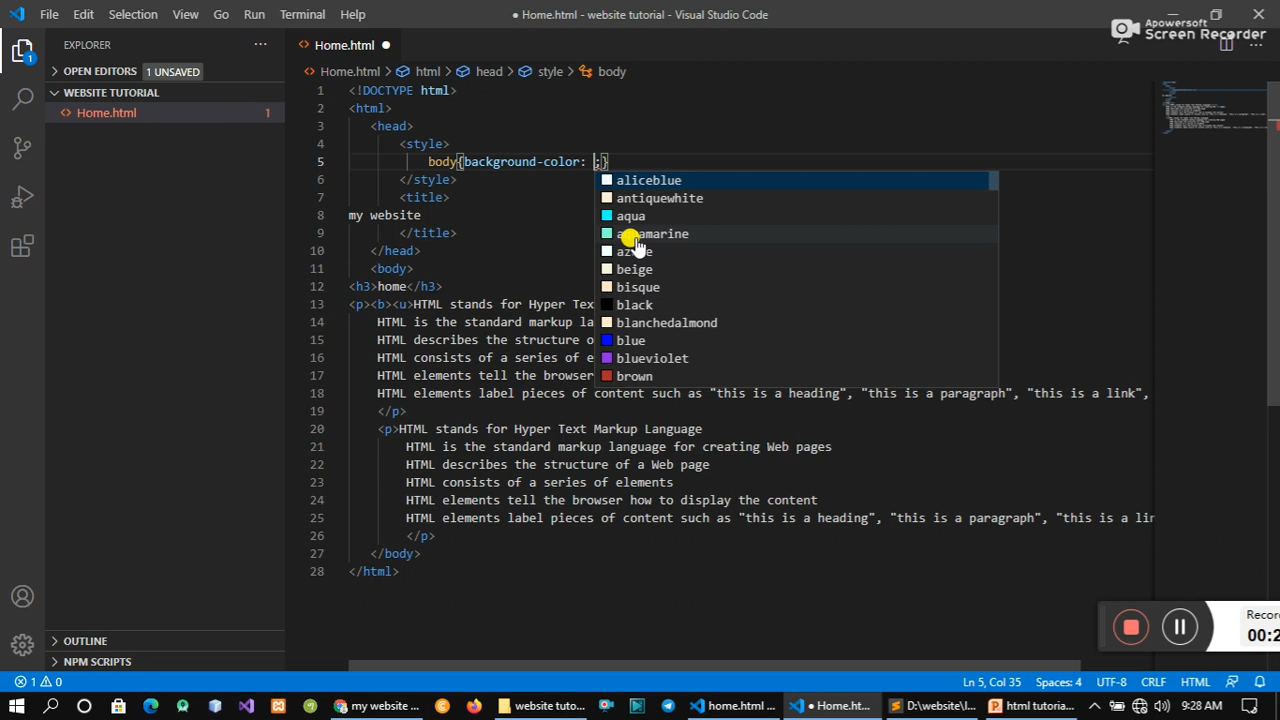 File Edit Selection View Go Run Terminal Help
● Home.html - website tutorial - Visual Studio Code
Apowersoft
Screen Recorder
EXPLORER
OPEN EDITORS 1 UNSAVED
WEBSITE TUTORIAL
Home.html 1
OUTLINE
NPM SCRIPTS
Home.html
Home.html > html > head > style > body
1 <!DOCTYPE html>
2 <html>
3 <head>
4 <style>
5 body{background-color: ;}
6 </style>
7 <title>
8 my website
9 </title>
10 </head>
11 <body>
12 <h3>home</h3>
13 <p><b><u>HTML stands for Hyper Text
14 HTML is the standard markup la
15 HTML describes the structure o
16 HTML consists of a series of e
17 HTML elements tell the browser
18 HTML elements label pieces of content such as "this is a heading", "this is a paragraph", "this is a link",
19 </p>
20 <p>HTML stands for Hyper Text Markup Language
21 HTML is the standard markup language for creating Web pages
22 HTML describes the structure of a Web page
23 HTML consists of a series of elements
24 HTML elements tell the browser how to display the content
25 HTML elements label pieces of content such as "this is a heading", "this is a paragraph", "this is a lin
26 </p>
27 </body>
28 </html>
aliceblue
antiquewhite
aqua
beige
bisque
black
blanchedalmond
blue
blueviolet
brown
Recor
00:2
1 0
Ln 5, Col 35 Spaces: 4 UTF-8 CRLF HTML
my website ... website tuto... home.html ... ● Home.ht... D:\website\l... html tutoria... 9:28 AM